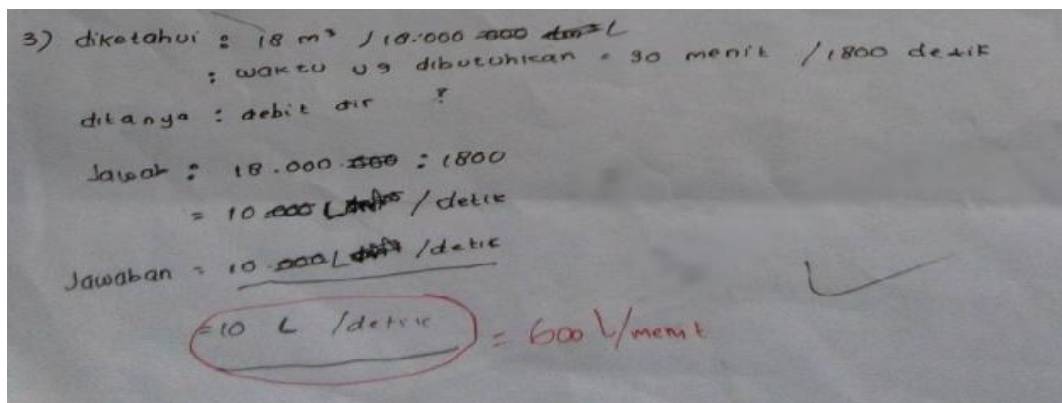 3) diketahui : 18 m³ / 18.000 L
: waktu yg dibutuhkan = 30 menit / 1800 detik
ditanya : debit air ?
Jawab : 18.000 : 1800
= 10 L / detik
Jawaban = 10 L / detik
= 10 L / detik = 600 L/menit